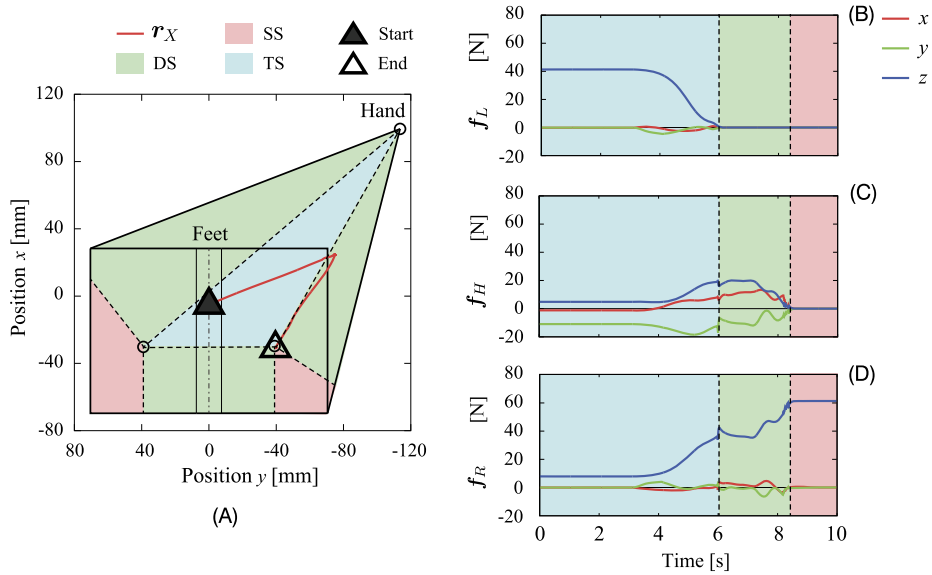 r_X SS Start
DS TS End
120
80
40
0
-40
-80
Position x [mm]
Hand
Feet
80 40 0 -40 -80 -120
Position y [mm]
(A)
(B)
x
y
z
80
60
40
20
0
-20
f_L [N]
(C)
80
60
40
20
0
-20
f_H [N]
(D)
80
60
40
20
0
-20
f_R [N]
0 2 4 6 8 10
Time [s]